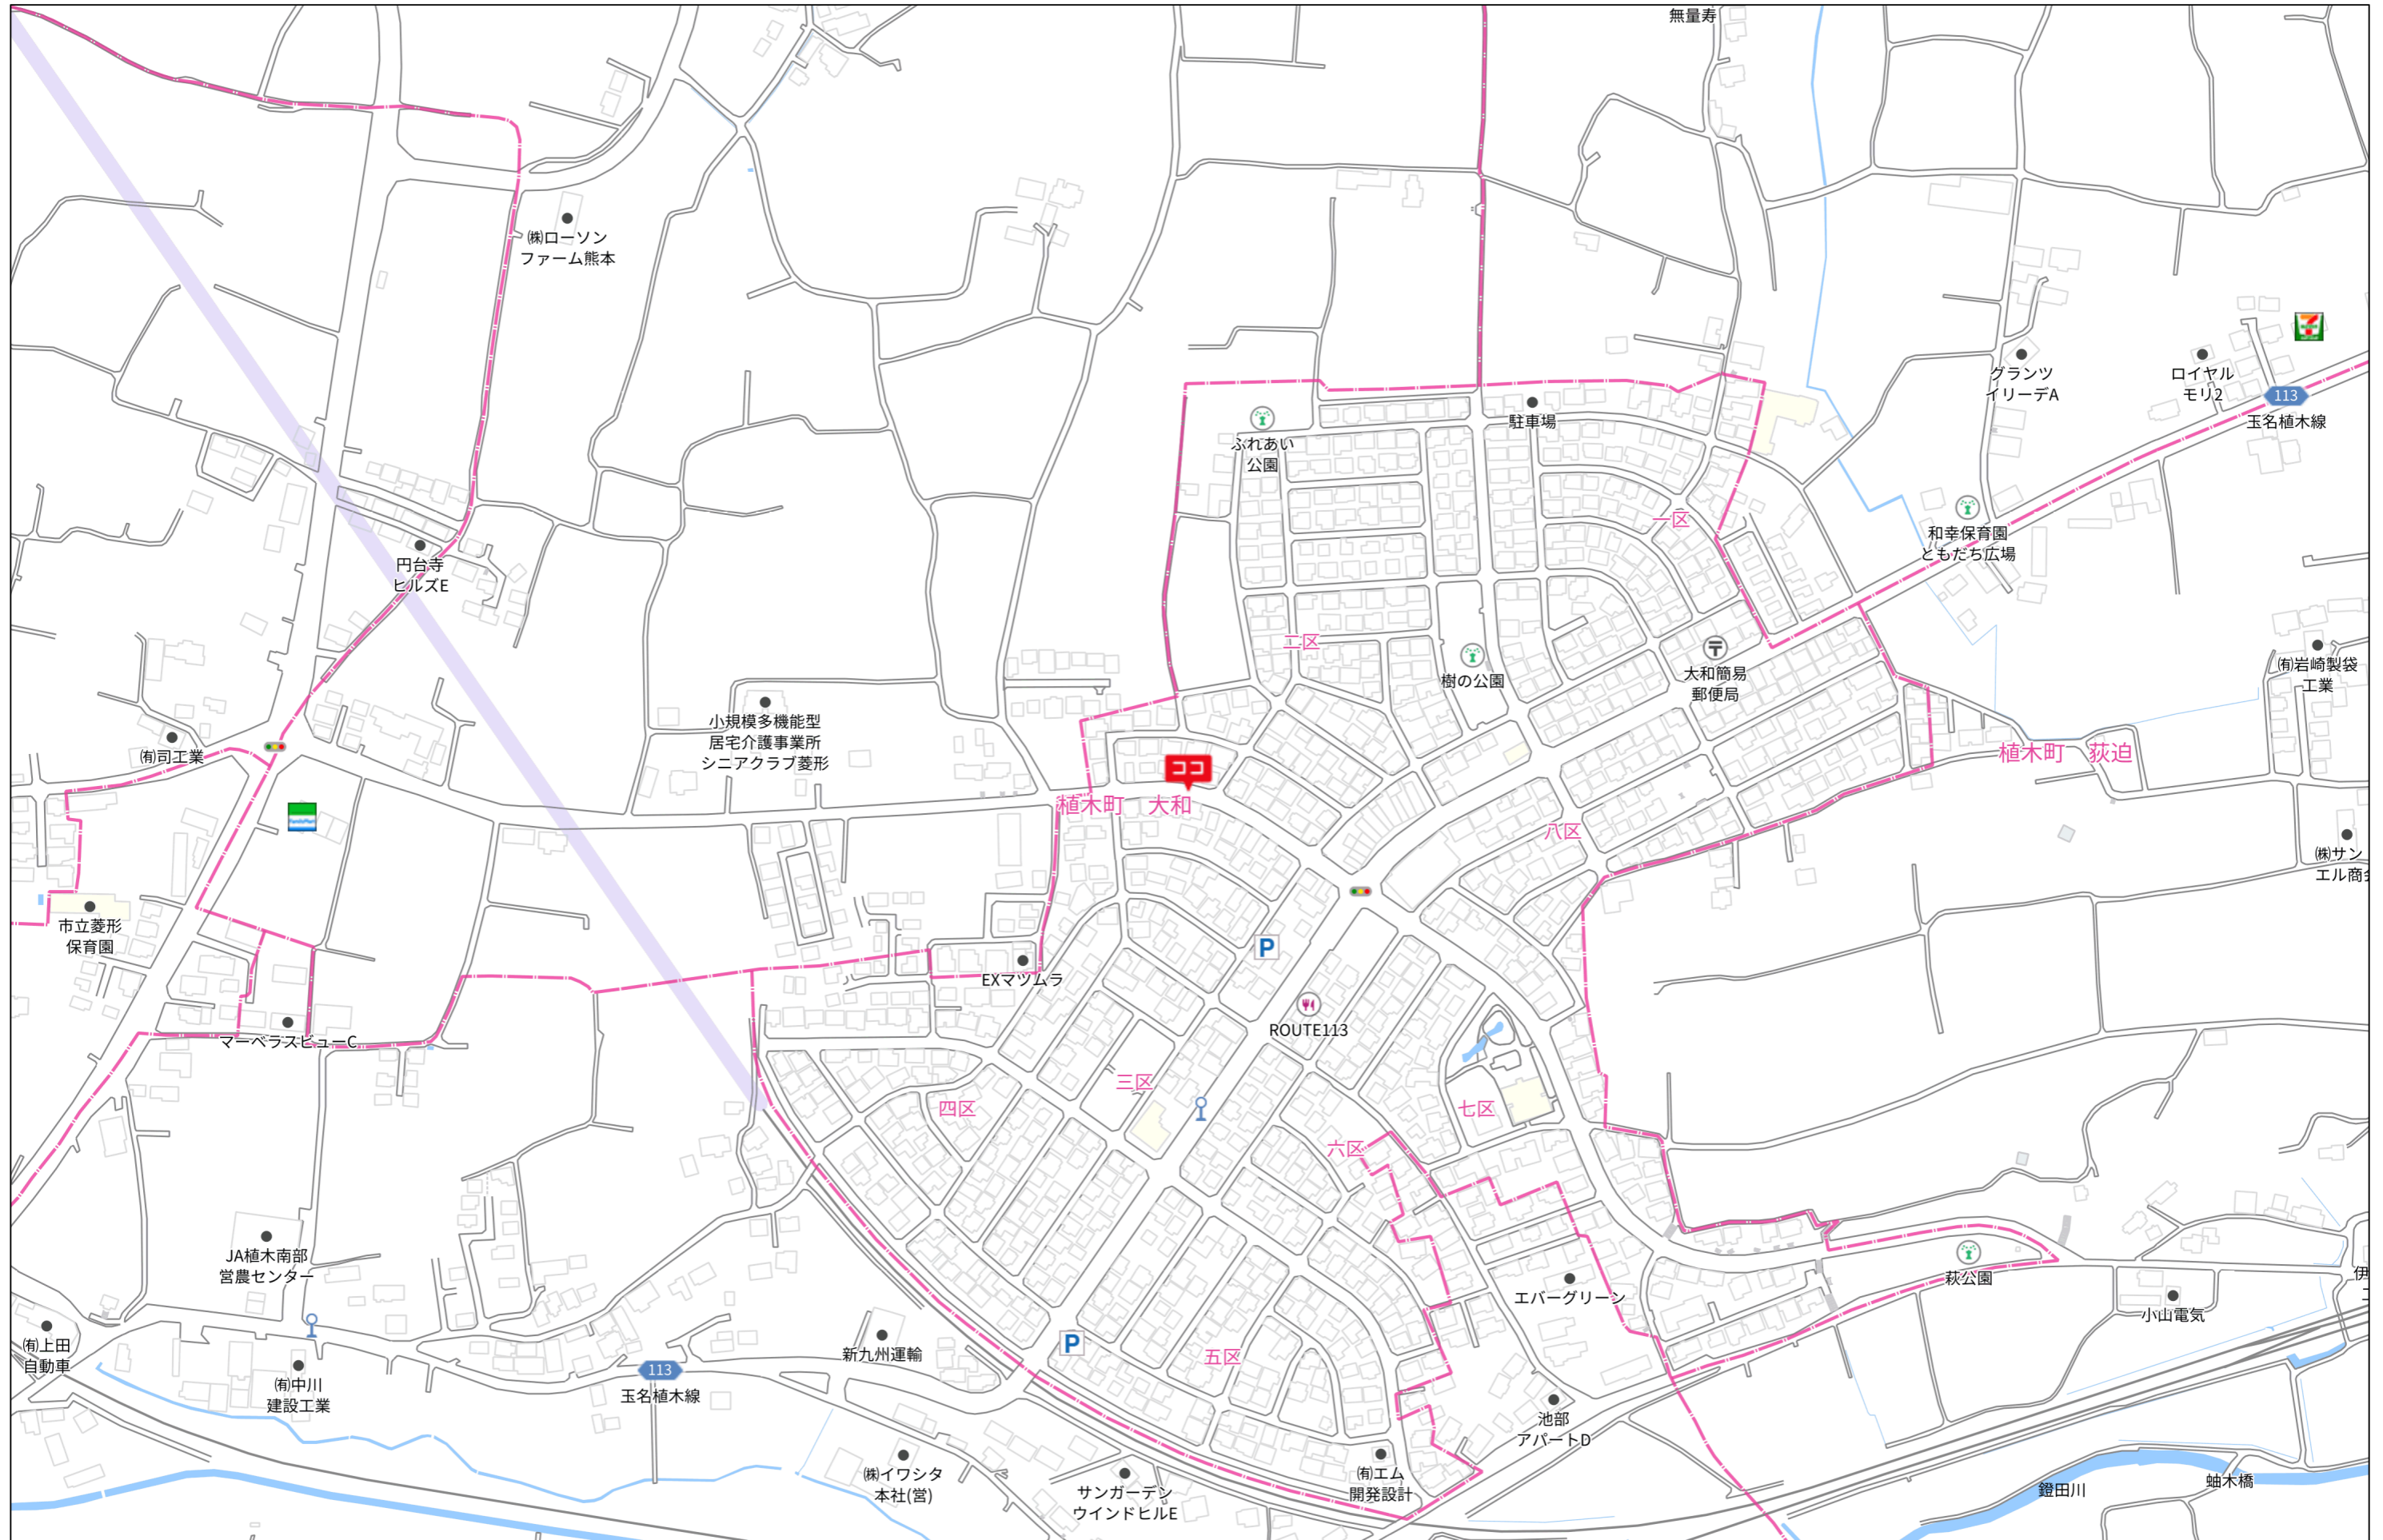 無量寿
㈱ローソン
ファーム熊本
グランツ
イリーデA
ロイヤル
モリ2
113
玉名植木線
駐車場
ふれあい
公園
一区
和幸保育園
ともだち広場
円台寺
ヒルズE
二区
樹の公園
大和簡易
郵便局
㈲岩崎製袋
工業
小規模多機能型
居宅介護事業所
シニアクラブ菱形
㈲司工業
ココ
植木町 大和
植木町 荻迫
八区
㈱サン
エル商会
市立菱形
保育園
P
EXマツムラ
ROUTE113
マーベラスビューC
三区
四区
七区
六区
JA植木南部
営農センター
エバーグリーン
萩公園
小山電気
㈲上田
自動車
新九州運輸
P
五区
113
玉名植木線
㈲中川
建設工業
池部
アパートD
㈱イワシタ
本社(営)
サンガーデン
ウインドヒルE
㈲エム
開発設計
鐙田川
蚰木橋